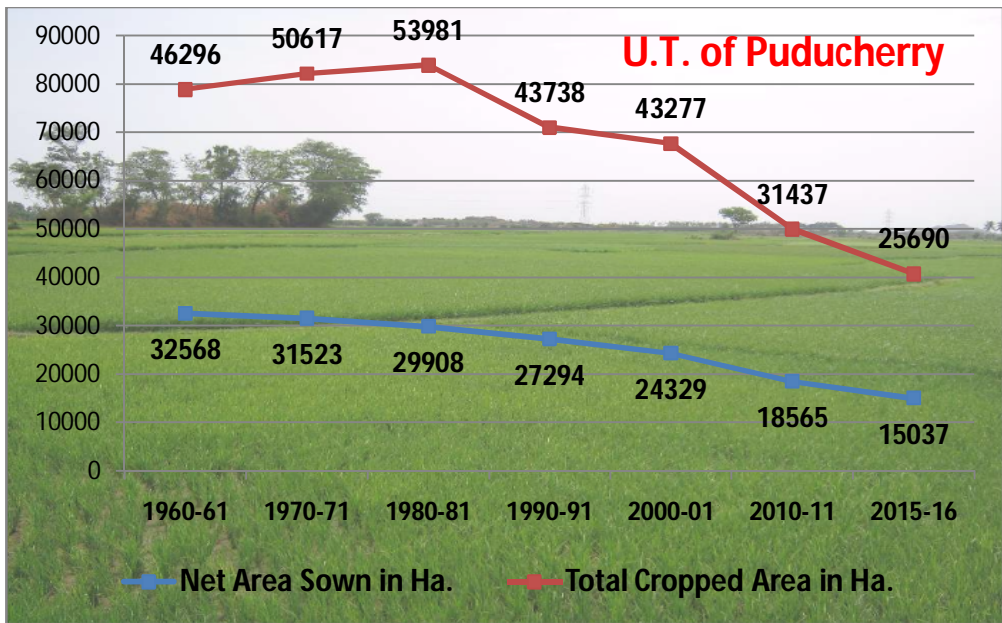 U.T. of Puducherry
90000
80000
70000
60000
50000
40000
30000
20000
10000
0
46296 50617 53981 43738 43277 31437 25690
32568 31523 29908 27294 24329 18565 15037
1960-61 1970-71 1980-81 1990-91 2000-01 2010-11 2015-16
Net Area Sown in Ha. Total Cropped Area in Ha.